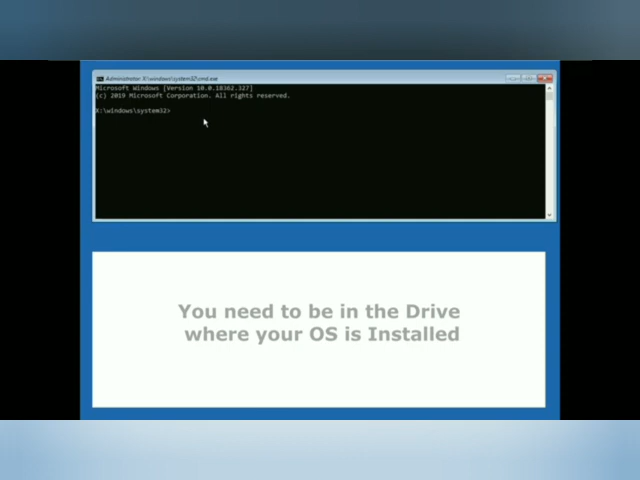 Administrator: X:\windows\system32\cmd.exe
Microsoft Windows [Version 10.0.18362.327]
(c) 2019 Microsoft Corporation. All rights reserved.
X:\windows\system32>
You need to be in the Drive
where your OS is Installed